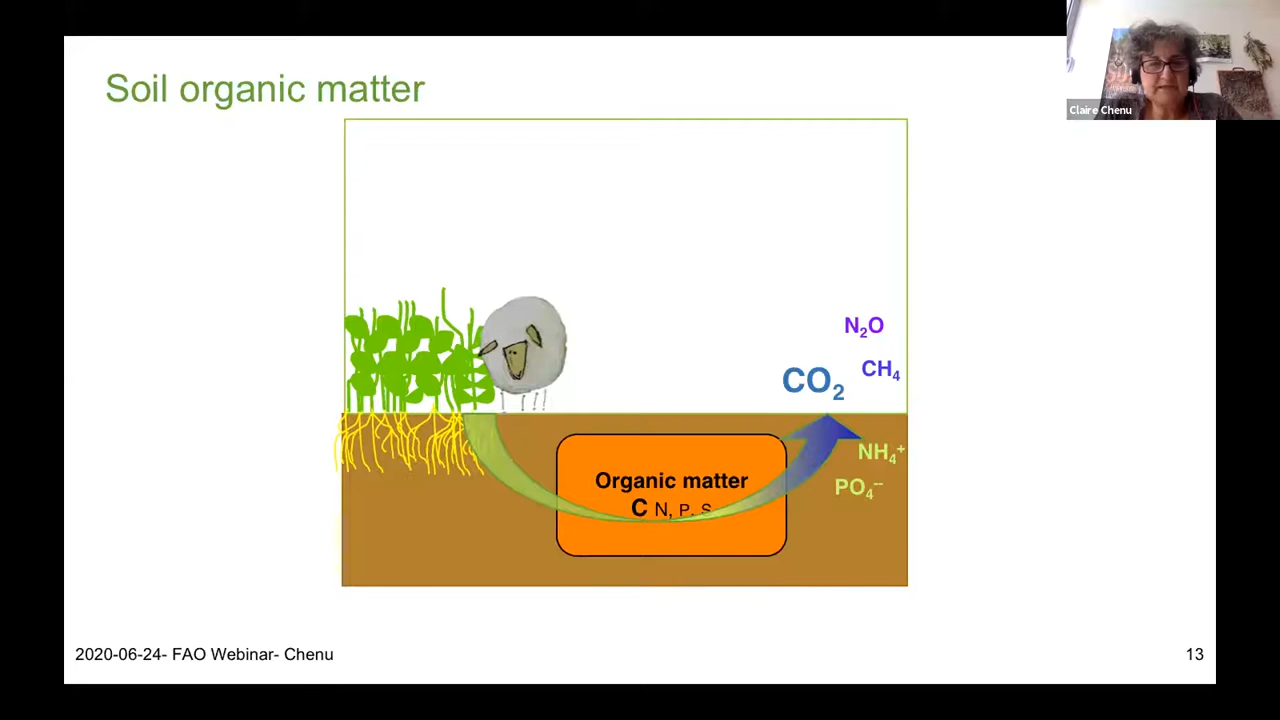 Soil organic matter
Claire Chenu
N₂O
CH₄
CO₂
Organic matter
C N, P, S
NH₄⁺
PO₄⁻⁻
2020-06-24- FAO Webinar- Chenu
13